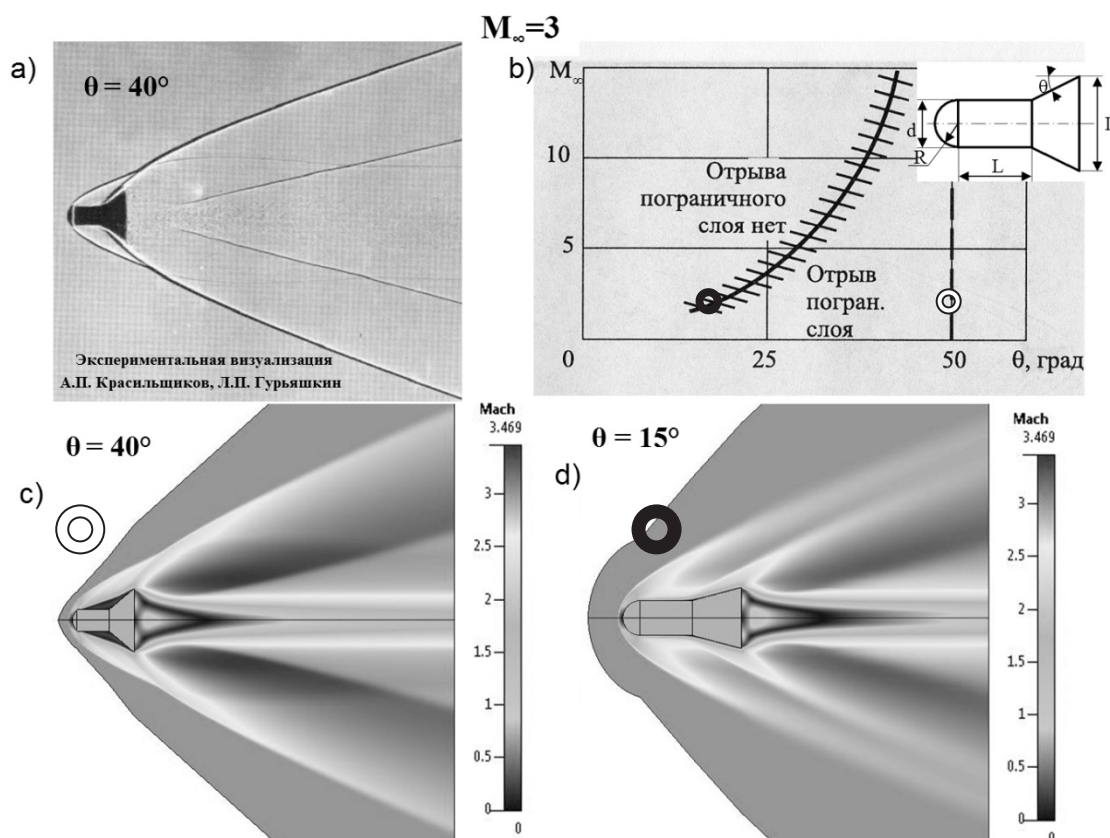 M∞=3
a)
θ = 40°
Экспериментальная визуализация
А.П. Красильщиков, Л.П. Гурьяшкин
b)
M∞
10
5
0
25
50
θ, град
Отрыва
пограничного
слоя нет
Отрыв
погран.
слоя
θ
d
R
L
c)
θ = 40°
Mach
3.469
3
2.5
2
1.5
1
0.5
0
0
d)
θ = 15°
Mach
3.469
3
2.5
2
1.5
1
0.5
0
0